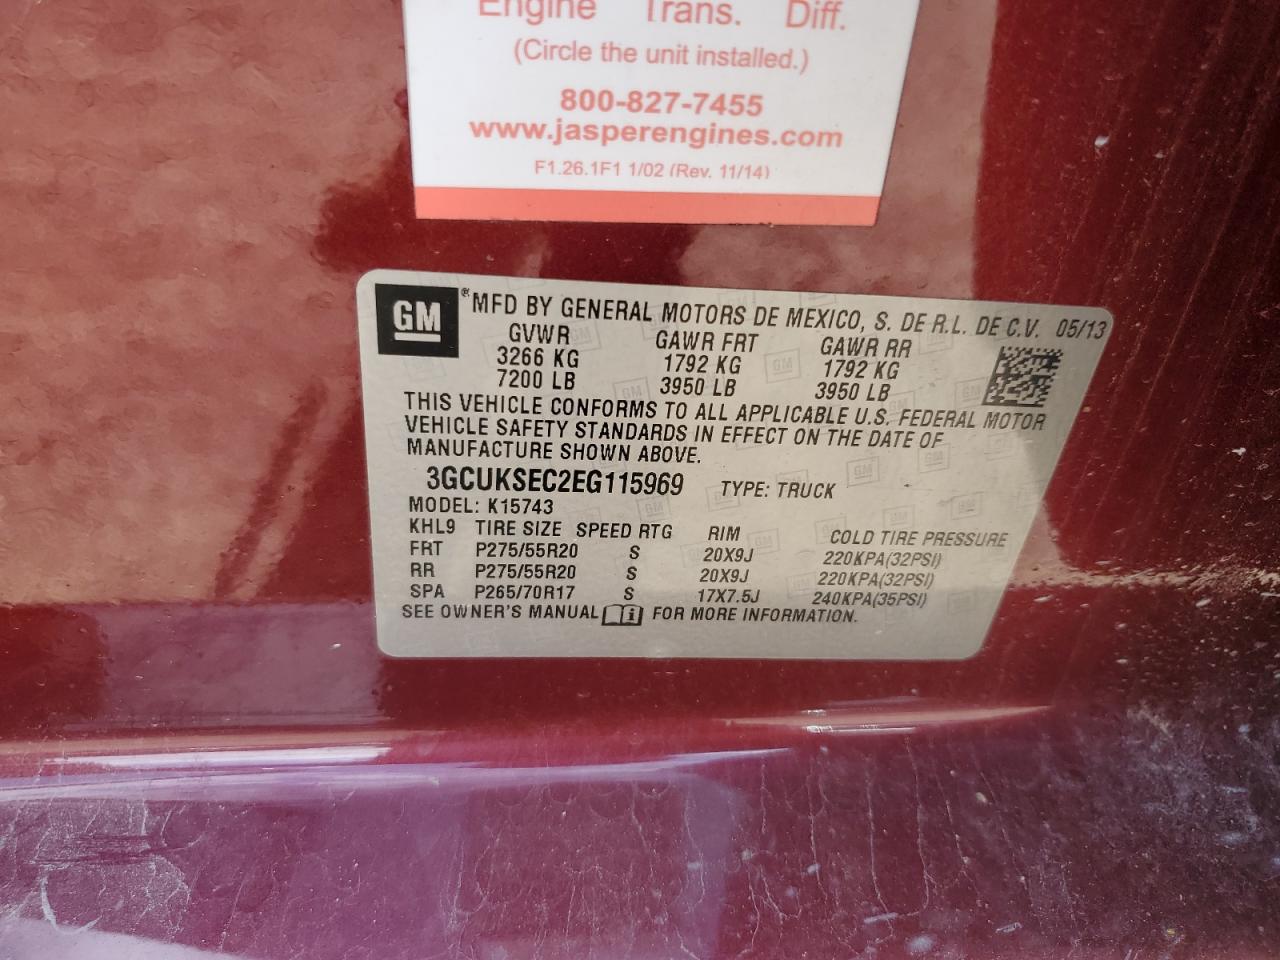 Engine Trans. Diff.
(Circle the unit installed.)
800-827-7455
www.jasperengines.com
F1.26.1F1 1/02 (Rev. 11/14)
GM ® MFD BY GENERAL MOTORS DE MEXICO, S. DE R.L. DE C.V. 05/13
GVWR GAWR FRT GAWR RR
3266 KG 1792 KG 1792 KG
7200 LB 3950 LB 3950 LB
THIS VEHICLE CONFORMS TO ALL APPLICABLE U.S. FEDERAL MOTOR
VEHICLE SAFETY STANDARDS IN EFFECT ON THE DATE OF
MANUFACTURE SHOWN ABOVE.
3GCUKSEC2EG115969 TYPE: TRUCK
MODEL: K15743
KHL9 TIRE SIZE SPEED RTG RIM COLD TIRE PRESSURE
FRT P275/55R20 S 20X9J 220KPA(32PSI)
RR P275/55R20 S 20X9J 220KPA(32PSI)
SPA P265/70R17 S 17X7.5J 240KPA(35PSI)
SEE OWNER'S MANUAL i FOR MORE INFORMATION.